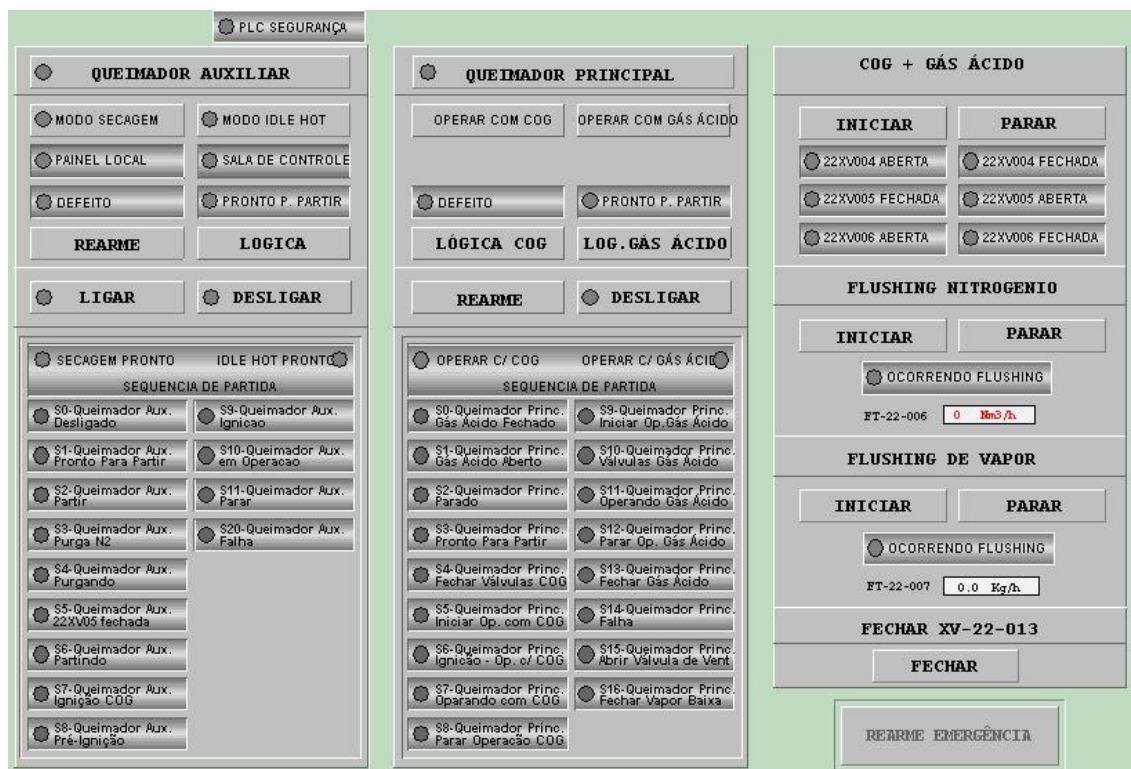 PLC SEGURANÇA
QUEIMADOR AUXILIAR
MODO SECAGEM
MODO IDLE HOT
PAINEL LOCAL
SALA DE CONTROLE
DEFEITO
PRONTO P. PARTIR
REARME
LOGICA
LIGAR
DESLIGAR
SECAGEM PRONTO
IDLE HOT PRONTO
SEQUENCIA DE PARTIDA
S0-Queimador Aux.
Desligado
S1-Queimador Aux.
Pronto Para Partir
S2-Queimador Aux.
Partir
S3-Queimador Aux.
Purga N2
S4-Queimador Aux.
Purgando
S5-Queimador Aux.
22XV05 fechada
S6-Queimador Aux.
Partindo
S7-Queimador Aux.
Ignição COG
S8-Queimador Aux.
Pré-Ignição
S9-Queimador Aux.
Ignicao
S10-Queimador Aux.
em Operacao
S11-Queimador Aux.
Parar
S20-Queimador Aux.
Falha
QUEIMADOR PRINCIPAL
OPERAR COM COG
OPERAR COM GÁS ÁCIDO
DEFEITO
PRONTO P. PARTIR
LÓGICA COG
LOG.GÁS ÁCIDO
REARME
DESLIGAR
OPERAR C/ COG
OPERAR C/ GÁS ÁCID
SEQUENCIA DE PARTIDA
S0-Queimador Princ.
Gás Ácido Fechado
S1-Queimador Princ.
Gás Ácido Aberto
S2-Queimador Princ.
Parado
S3-Queimador Princ.
Pronto Para Partir
S4-Queimador Princ.
Fechar Válvulas COG
S5-Queimador Princ.
Iniciar Op. com COG
S6-Queimador Princ.
Ignicão - Op. c/ COG
S7-Queimador Princ.
Oparando com COG
S8-Queimador Princ.
Parar Operacão COG
S9-Queimador Princ.
Iniciar Op.Gás Ácido
S10-Queimador Princ.
Válvulas Gás Ácido
S11-Queimador Princ.
Operando Gás Ácido
S12-Queimador Princ.
Parar Op. Gás Ácido
S13-Queimador Princ.
Fechar Gás Ácido
S14-Queimador Princ.
Falha
S15-Queimador Princ.
Abrir Válvula de Vent
S16-Queimador Princ.
Fechar Vapor Baixa
COG + GÁS ÁCIDO
INICIAR
PARAR
22XV004 ABERTA
22XV004 FECHADA
22XV005 FECHADA
22XV005 ABERTA
22XV006 ABERTA
22XV006 FECHADA
FLUSHING NITROGENIO
INICIAR
PARAR
OCORRENDO FLUSHING
FT-22-006
0 Nm3/h
FLUSHING DE VAPOR
INICIAR
PARAR
OCORRENDO FLUSHING
FT-22-007
0.0 Kg/h
FECHAR XV-22-013
FECHAR
REARME EMERGÊNCIA